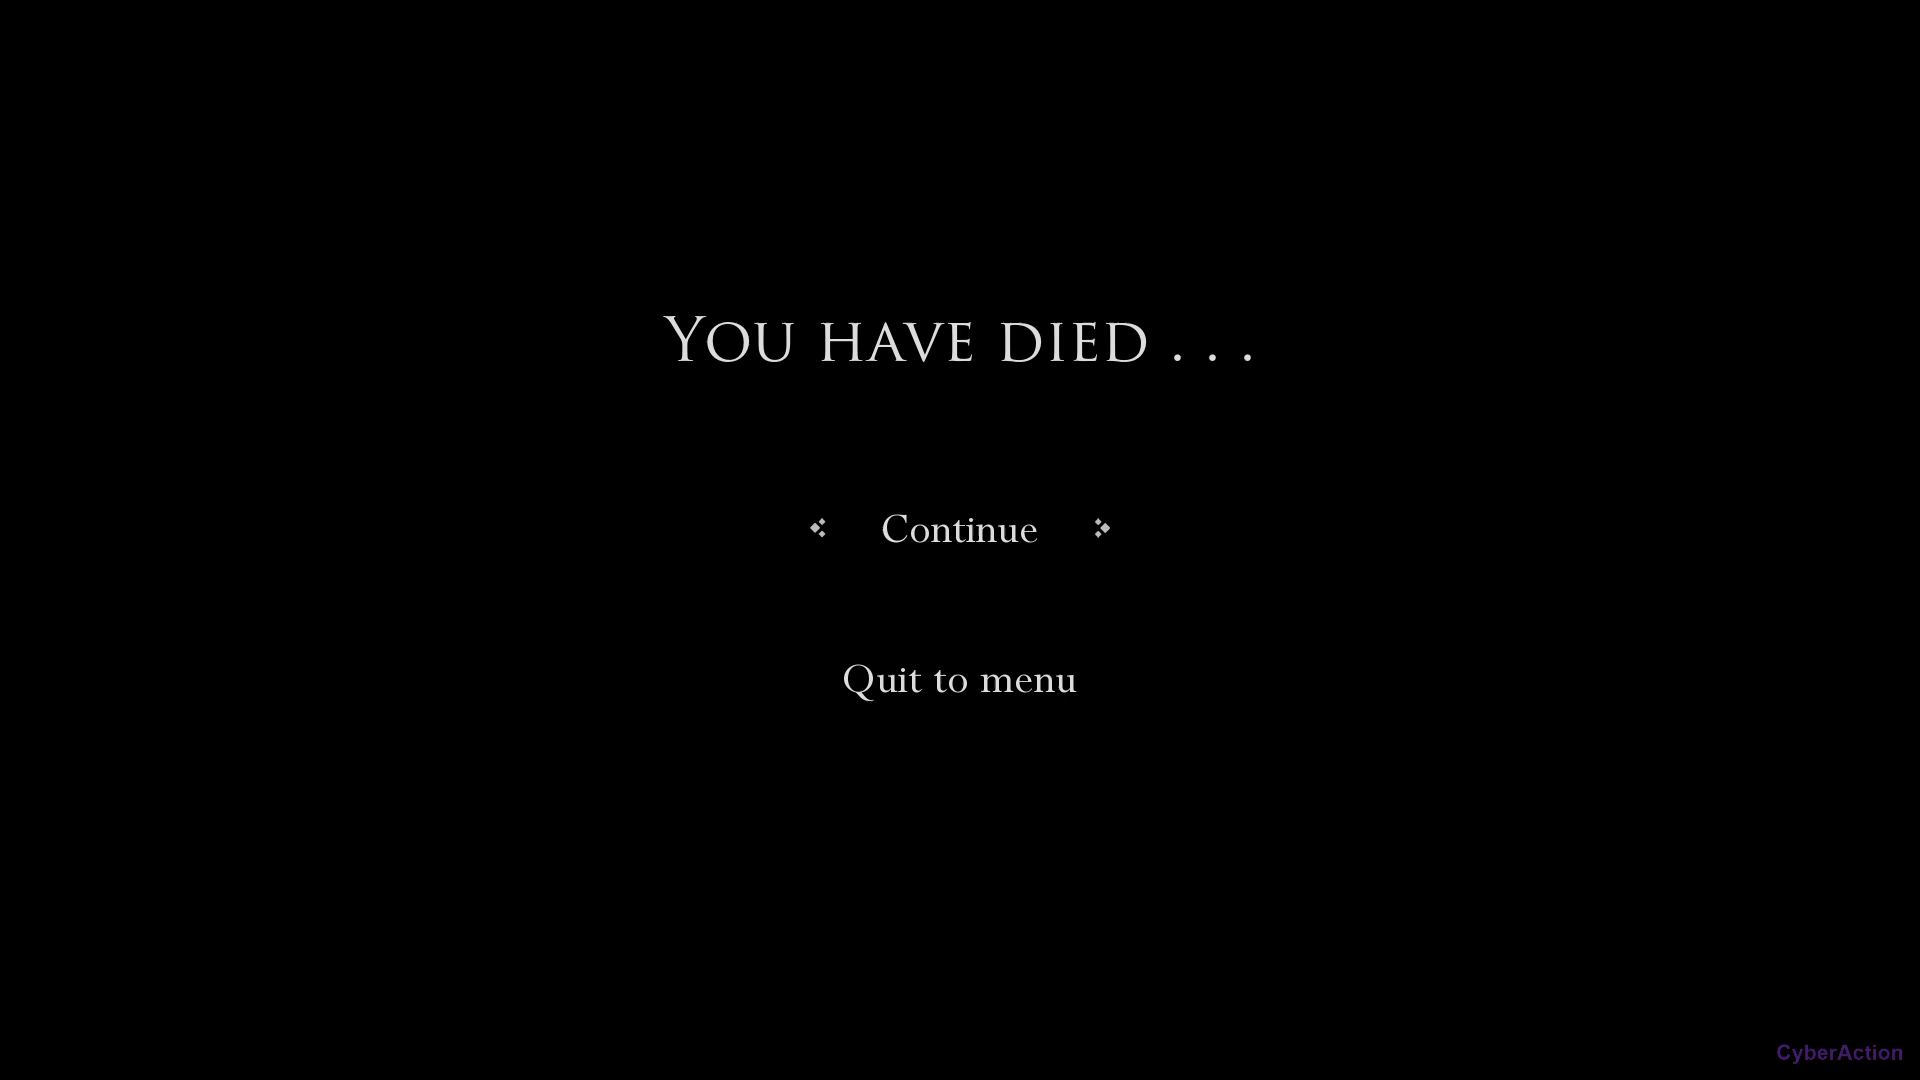 You have died . . .
Continue
Quit to menu
CyberAction